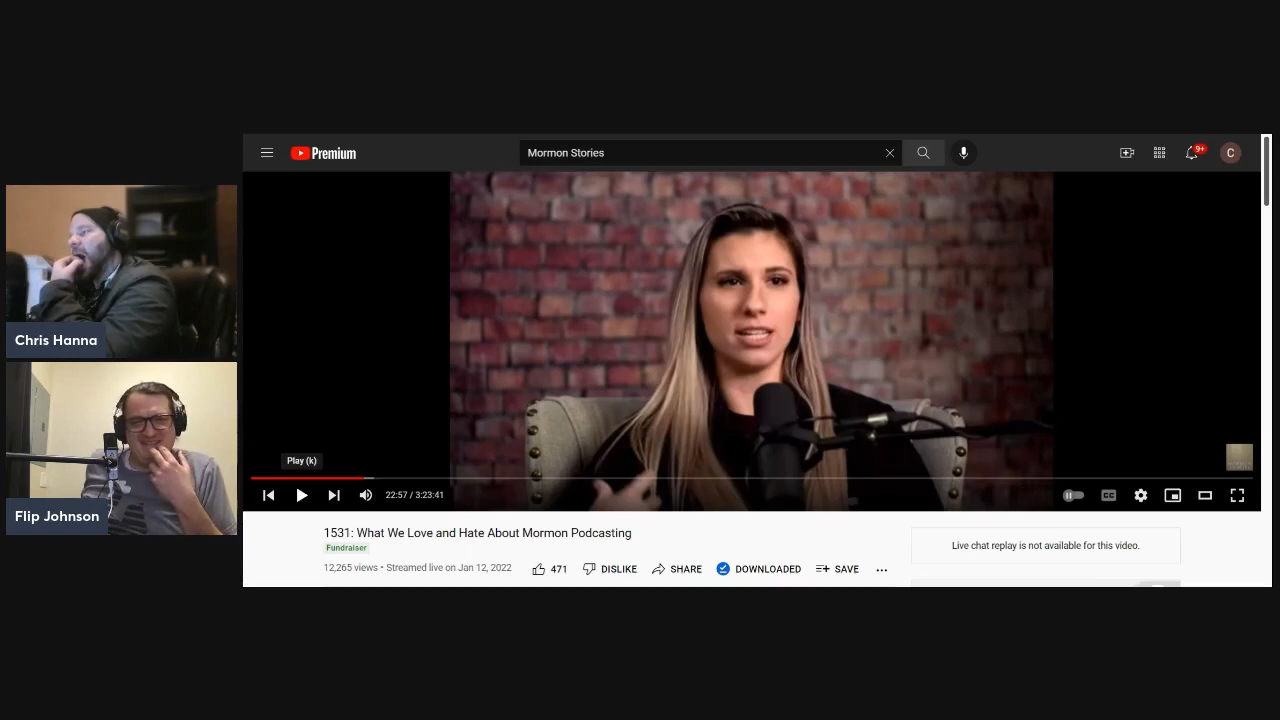 Premium
Mormon Stories
9+
C
Chris Hanna
Flip Johnson
Play (k)
22:57 / 3:23:41
CC
1531: What We Love and Hate About Mormon Podcasting
Fundraiser
12,265 views • Streamed live on Jan 12, 2022
471
DISLIKE
SHARE
DOWNLOADED
SAVE
Live chat replay is not available for this video.